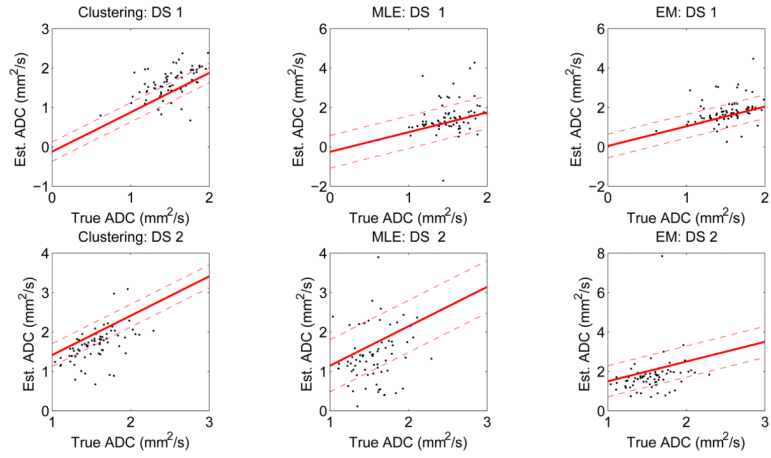 Clustering: DS 1
MLE: DS 1
EM: DS 1
3
2
1
0
−1
Est. ADC (mm²/s)
0 1 2
True ADC (mm²/s)
6
4
2
0
−2
Est. ADC (mm²/s)
0 1 2
True ADC (mm²/s)
6
4
2
0
−2
Est. ADC (mm²/s)
0 1 2
True ADC (mm²/s)
Clustering: DS 2
MLE: DS 2
EM: DS 2
4
3
2
1
0
Est. ADC (mm²/s)
1 2 3
True ADC (mm²/s)
4
3
2
1
0
Est. ADC (mm²/s)
1 2 3
True ADC (mm²/s)
8
6
4
2
0
Est. ADC (mm²/s)
1 2 3
True ADC (mm²/s)